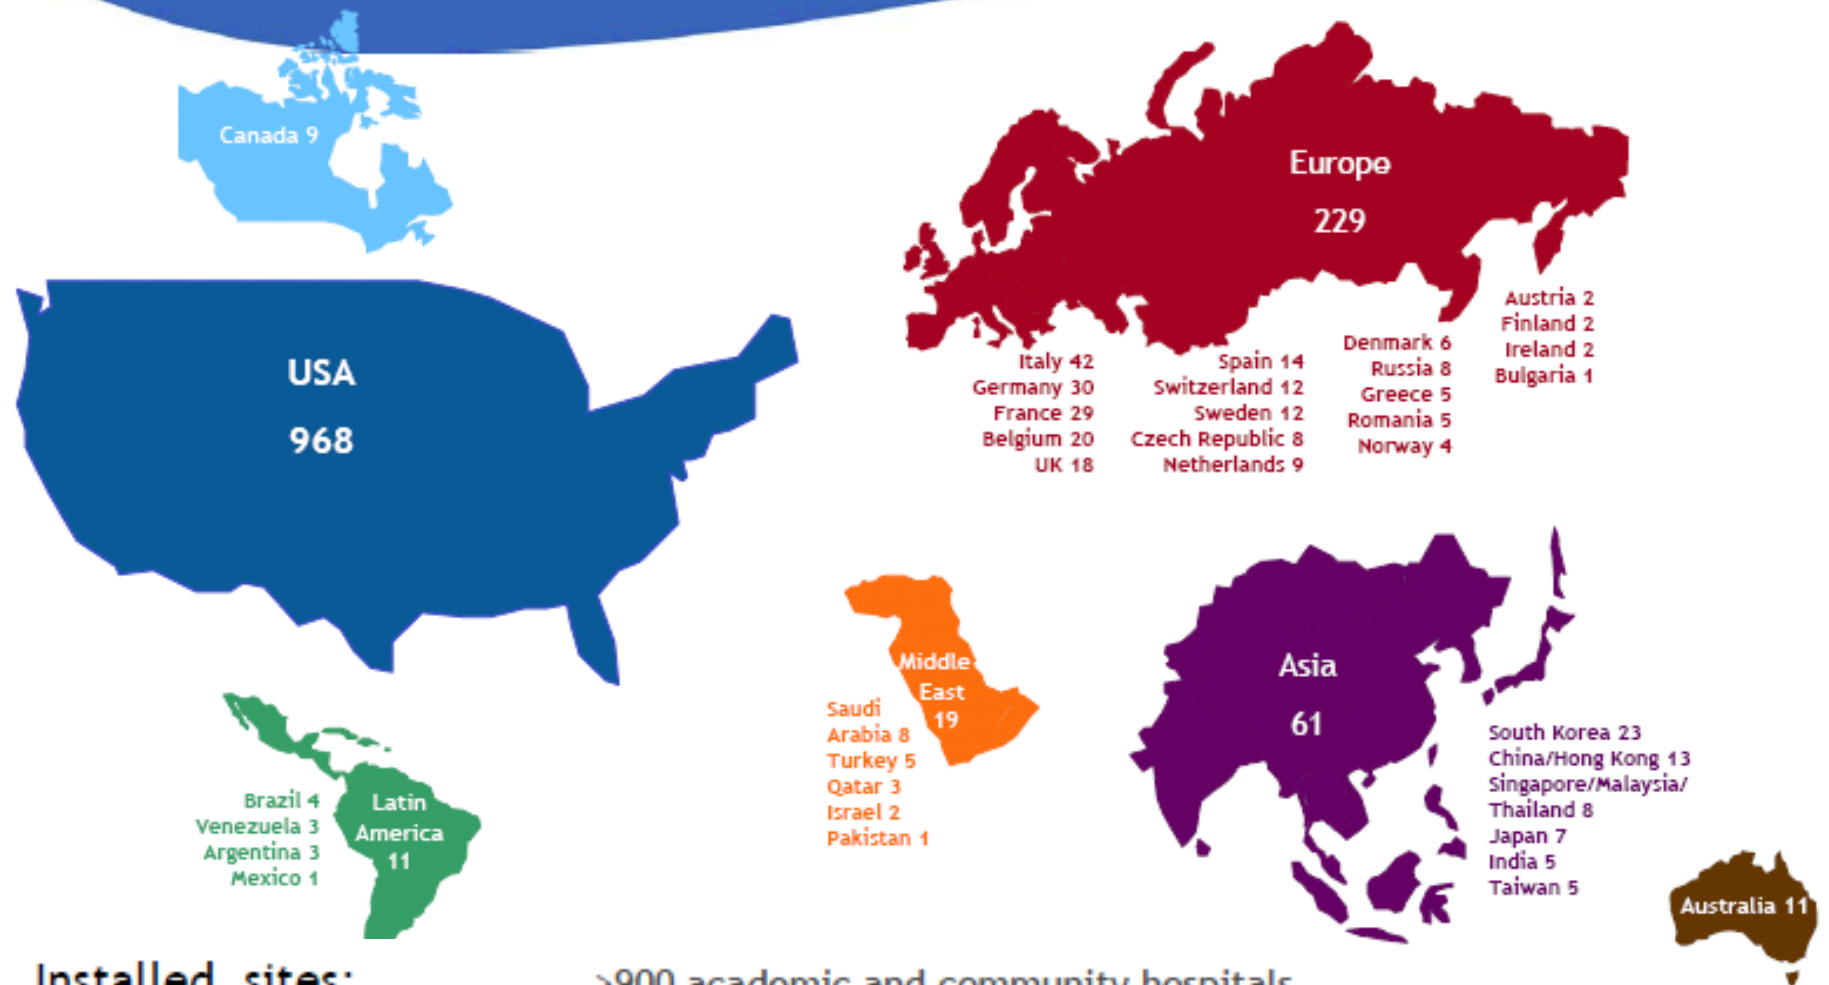 Canada 9
USA
968
Europe
229
Italy 42
Germany 30
France 29
Belgium 20
UK 18
Spain 14
Switzerland 12
Sweden 12
Czech Republic 8
Netherlands 9
Denmark 6
Russia 8
Greece 5
Romania 5
Norway 4
Austria 2
Finland 2
Ireland 2
Bulgaria 1
Latin
America
11
Brazil 4
Venezuela 3
Argentina 3
Mexico 1
Middle
East
19
Saudi
Arabia 8
Turkey 5
Qatar 3
Israel 2
Pakistan 1
Asia
61
South Korea 23
China/Hong Kong 13
Singapore/Malaysia/
Thailand 8
Japan 7
India 5
Taiwan 5
Australia 11
Installed sites:
>900 academic and community hospitals